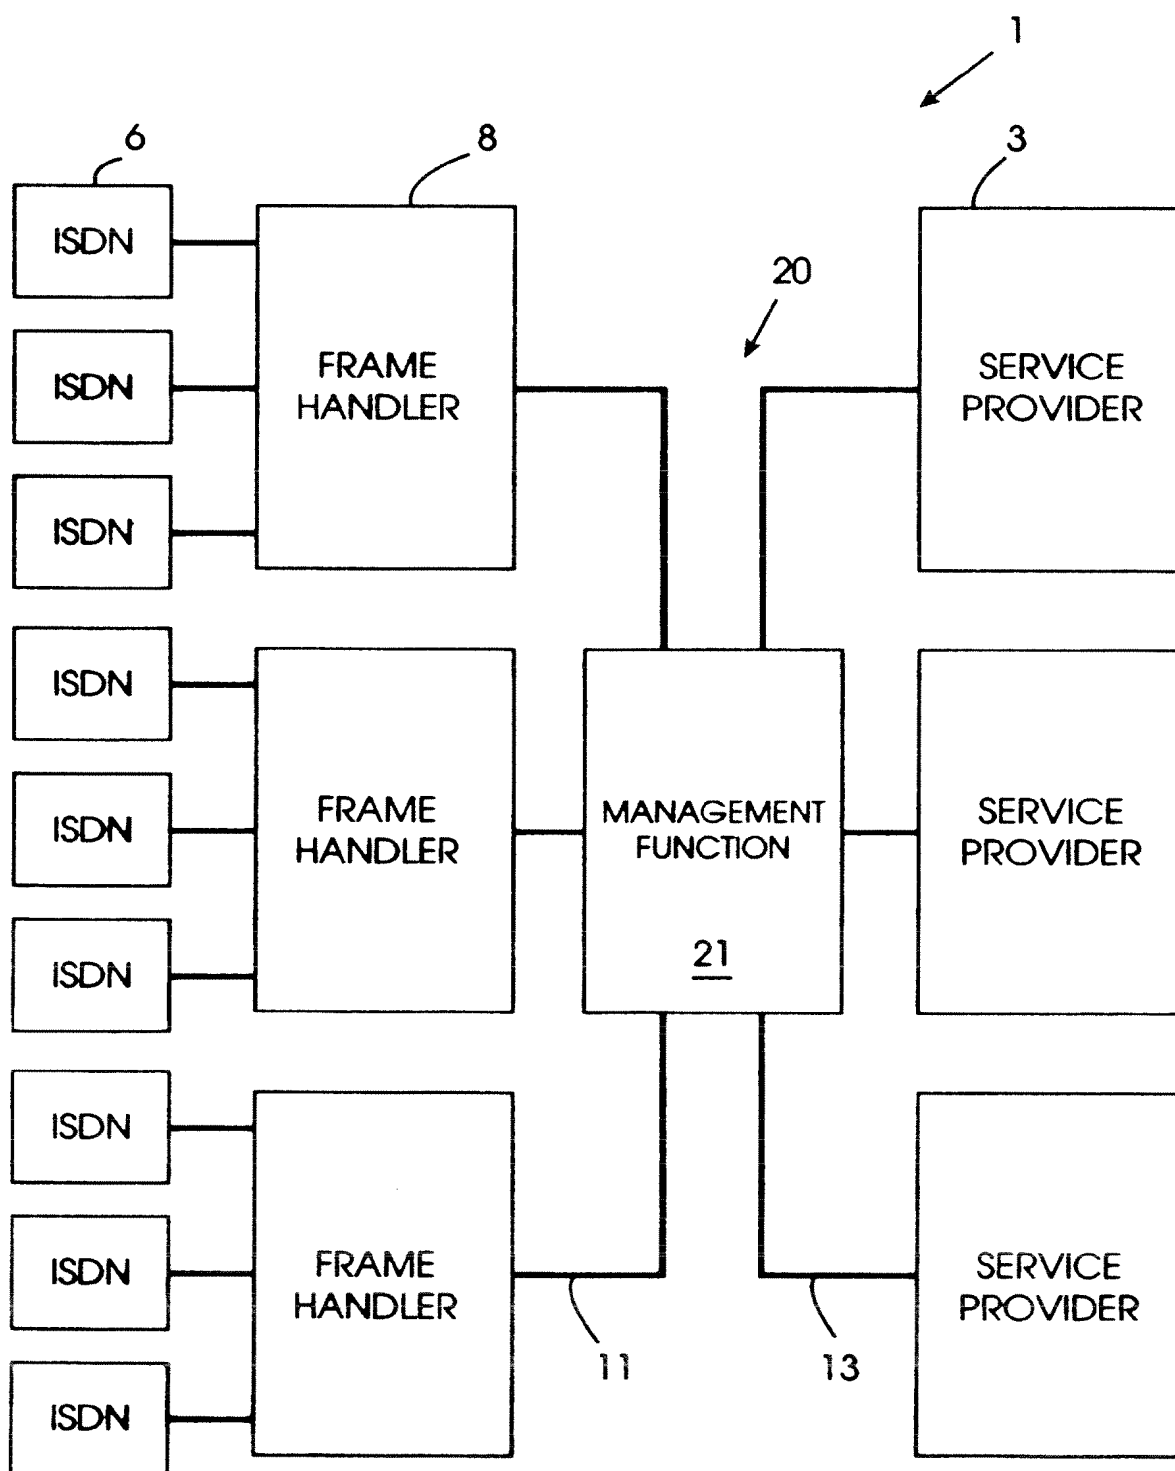 1
6
8
3
ISDN
ISDN
ISDN
FRAME
HANDLER
20
SERVICE
PROVIDER
ISDN
ISDN
ISDN
FRAME
HANDLER
MANAGEMENT
FUNCTION
21
SERVICE
PROVIDER
ISDN
ISDN
ISDN
FRAME
HANDLER
11
13
SERVICE
PROVIDER